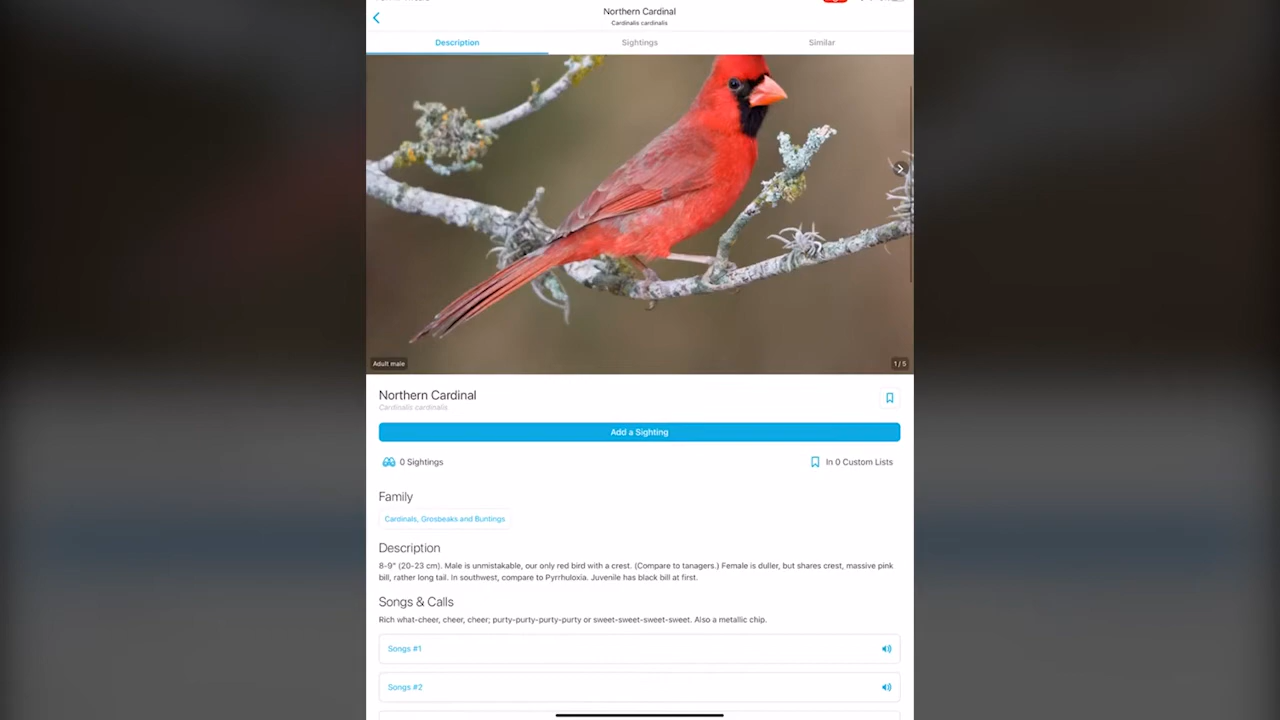 Northern Cardinal
Cardinalis cardinalis
Description
Sightings
Similar
Adult male
1 / 5
Northern Cardinal
Cardinalis cardinalis
Add a Sighting
0 Sightings
In 0 Custom Lists
Family
Cardinals, Grosbeaks and Buntings
Description
8-9" (20-23 cm). Male is unmistakable, our only red bird with a crest. (Compare to tanagers.) Female is duller, but shares crest, massive pink
bill, rather long tail. In southwest, compare to Pyrrhuloxia. Juvenile has black bill at first.
Songs & Calls
Rich what-cheer, cheer, cheer; purty-purty-purty-purty or sweet-sweet-sweet-sweet. Also a metallic chip.
Songs #1
Songs #2